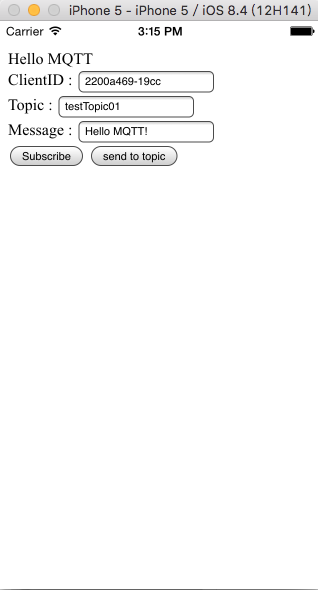 iPhone 5 - iPhone 5 / iOS 8.4 (12H141)
Carrier 3:15 PM
Hello MQTT
ClientID : 2200a469-19cc
Topic : testTopic01
Message : Hello MQTT!
Subscribe send to topic